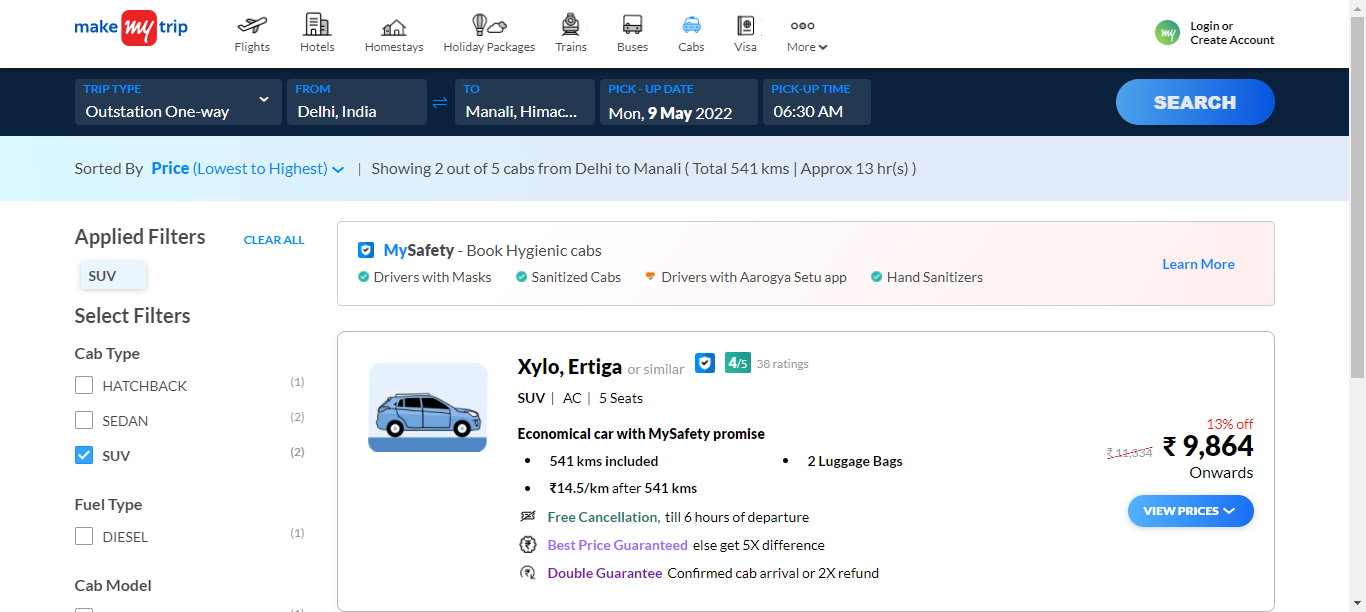 make my trip
Flights
Hotels
Homestays
Holiday Packages
Trains
Buses
Cabs
Visa
More
my
Login or
Create Account
TRIP TYPE
Outstation One-way
FROM
Delhi, India
TO
Manali, Himac...
PICK - UP DATE
Mon, 9 May 2022
PICK-UP TIME
06:30 AM
SEARCH
Sorted By Price (Lowest to Highest) | Showing 2 out of 5 cabs from Delhi to Manali ( Total 541 kms | Approx 13 hr(s) )
Applied Filters
CLEAR ALL
SUV
Select Filters
Cab Type
HATCHBACK (1)
SEDAN (2)
SUV (2)
Fuel Type
DIESEL (1)
Cab Model
MySafety - Book Hygienic cabs
Drivers with Masks
Sanitized Cabs
Drivers with Aarogya Setu app
Hand Sanitizers
Learn More
Xylo, Ertiga or similar 4/5 38 ratings
SUV | AC | 5 Seats
Economical car with MySafety promise
• 541 kms included
• 2 Luggage Bags
• ₹14.5/km after 541 kms
Free Cancellation, till 6 hours of departure
Best Price Guaranteed else get 5X difference
Double Guarantee Confirmed cab arrival or 2X refund
13% off
₹ 11,334 ₹ 9,864
Onwards
VIEW PRICES